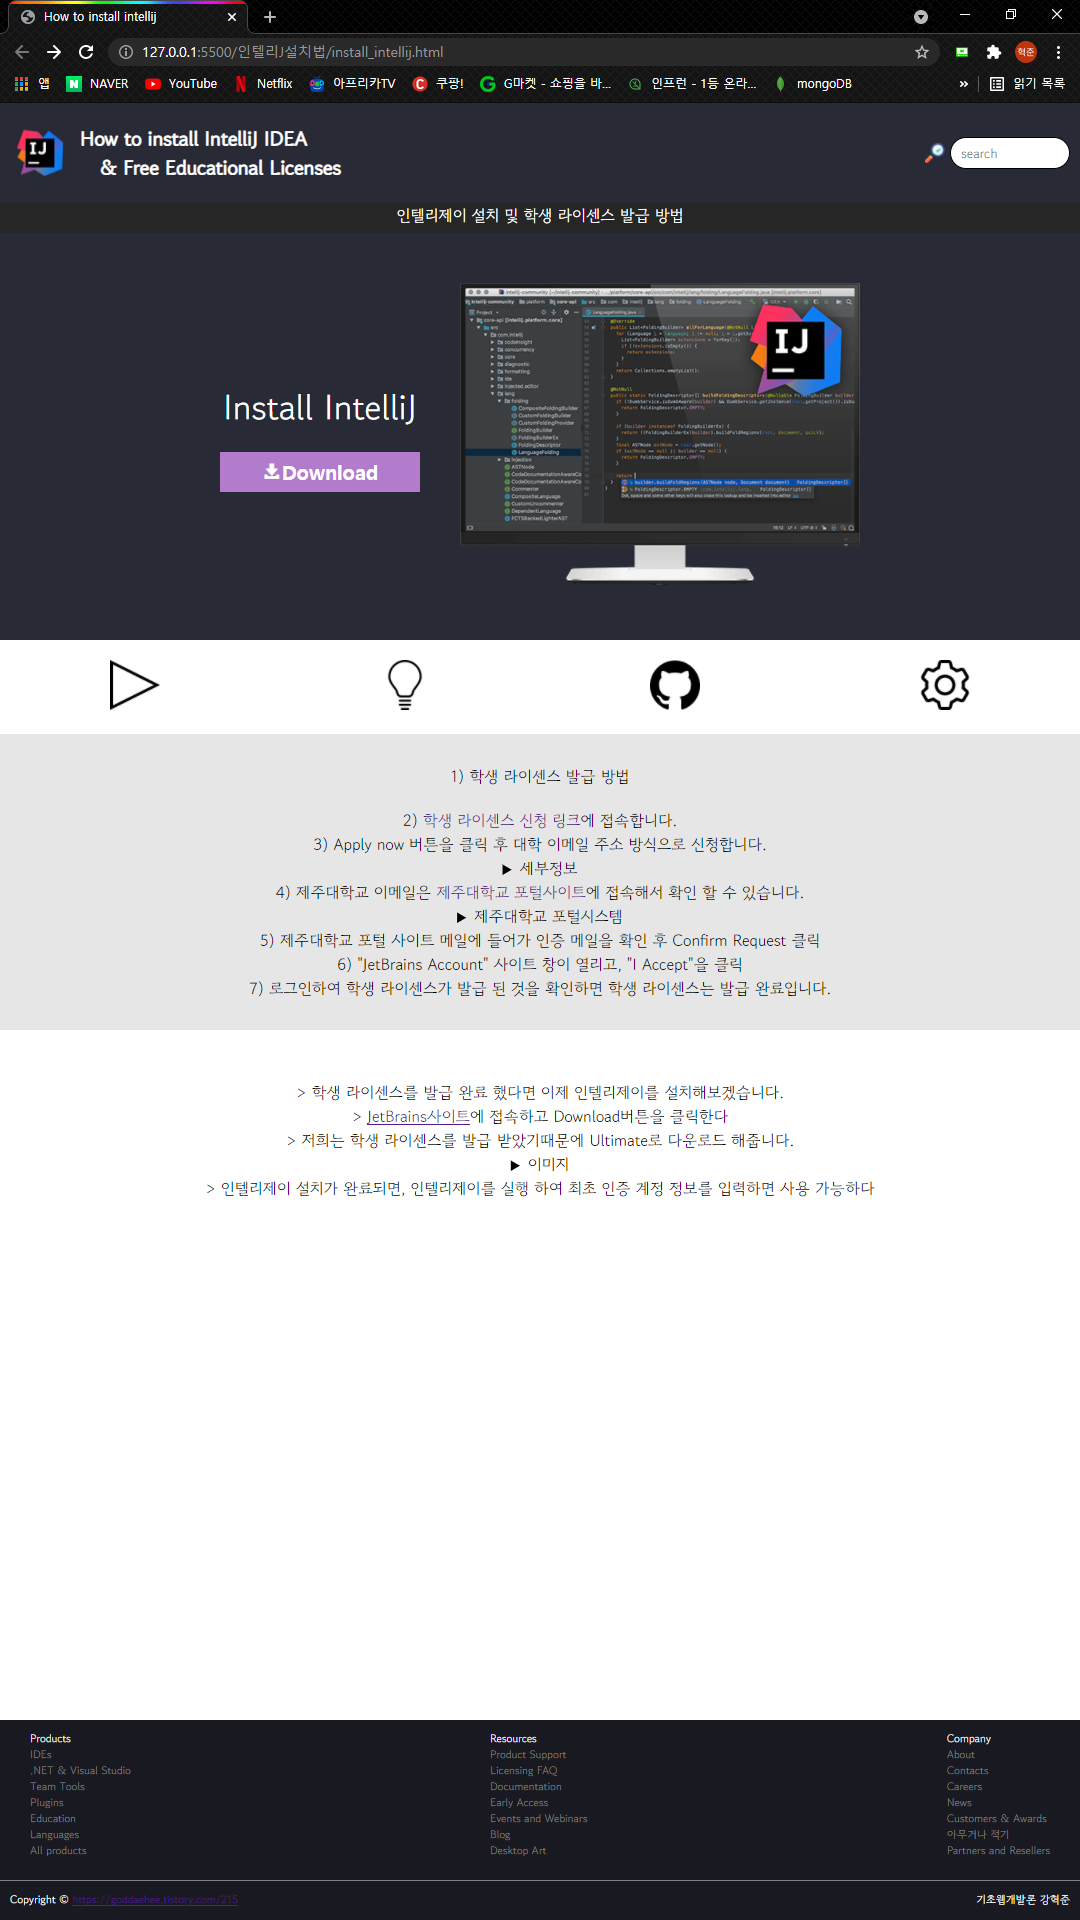 How to install intellij
127.0.0.1:5500/인텔리J설치법/install_intellij.html
혁준
앱 NAVER YouTube Netflix 아프리카TV 쿠팡! G마켓 - 쇼핑을 바... 인프런 - 1등 온라... mongoDB » 읽기 목록
How to install IntelliJ IDEA
& Free Educational Licenses
search
인텔리제이 설치 및 학생 라이센스 발급 방법
IJ
Install IntelliJ
Download
1) 학생 라이센스 발급 방법
2) 학생 라이센스 신청 링크에 접속합니다.
3) Apply now 버튼을 클릭 후 대학 이메일 주소 방식으로 신청합니다.
▶ 세부정보
4) 제주대학교 이메일은 제주대학교 포털사이트에 접속해서 확인 할 수 있습니다.
▶ 제주대학교 포털시스템
5) 제주대학교 포털 사이트 메일에 들어가 인증 메일을 확인 후 Confirm Request 클릭
6) "JetBrains Account" 사이트 창이 열리고, "I Accept"을 클릭
7) 로그인하여 학생 라이센스가 발급 된 것을 확인하면 학생 라이센스는 발급 완료입니다.
> 학생 라이센스를 발급 완료 했다면 이제 인텔리제이를 설치해보겠습니다.
> JetBrains사이트에 접속하고 Download버튼을 클릭한다
> 저희는 학생 라이센스를 발급 받았기때문에 Ultimate로 다운로드 해줍니다.
▶ 이미지
> 인텔리제이 설치가 완료되면, 인텔리제이를 실행 하여 최초 인증 계정 정보를 입력하면 사용 가능하다
Products
IDEs
.NET & Visual Studio
Team Tools
Plugins
Education
Languages
All products
Resources
Product Support
Licensing FAQ
Documentation
Early Access
Events and Webinars
Blog
Desktop Art
Company
About
Contacts
Careers
News
Customers & Awards
아무거나 적기
Partners and Resellers
Copyright © https://goddaehee.tistory.com/215
기초웹개발론 강혁준